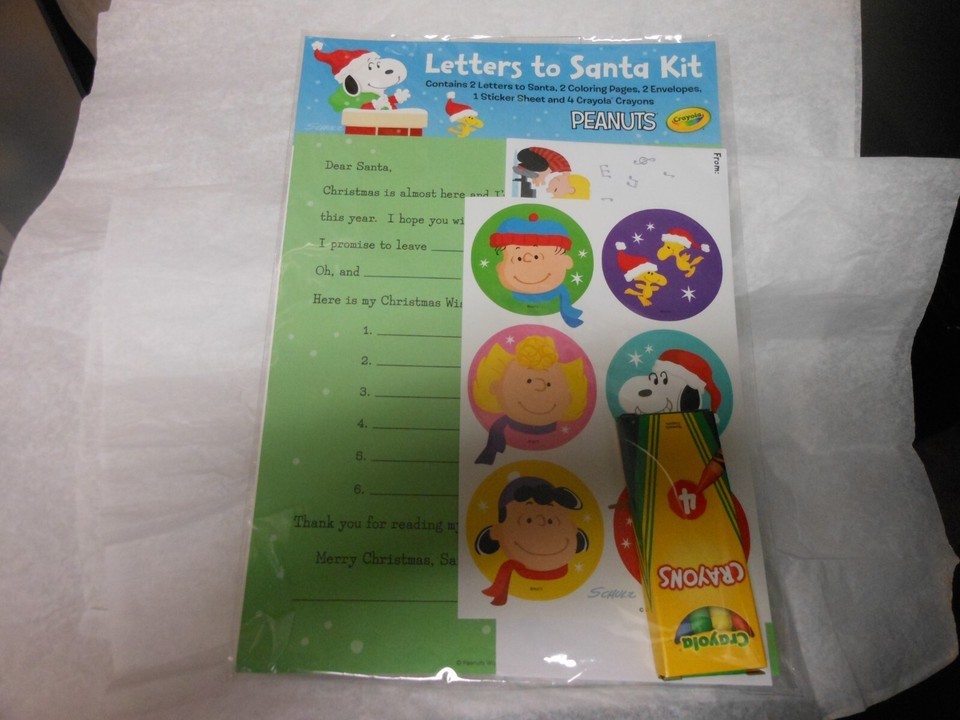 Letters to Santa Kit
Contains 2 Letters to Santa, 2 Coloring Pages, 2 Envelopes,
1 Sticker Sheet and 4 Crayola® Crayons
PEANUTS
Crayola
From:
Dear Santa,
Christmas is almost here and I'
this year. I hope you wi
I promise to leave
Oh, and
Here is my Christmas Wis
1.
2.
3.
4.
5.
6.
Thank you for reading my
Merry Christmas, Sa
SCHULZ
4
CRAYONS
Crayola